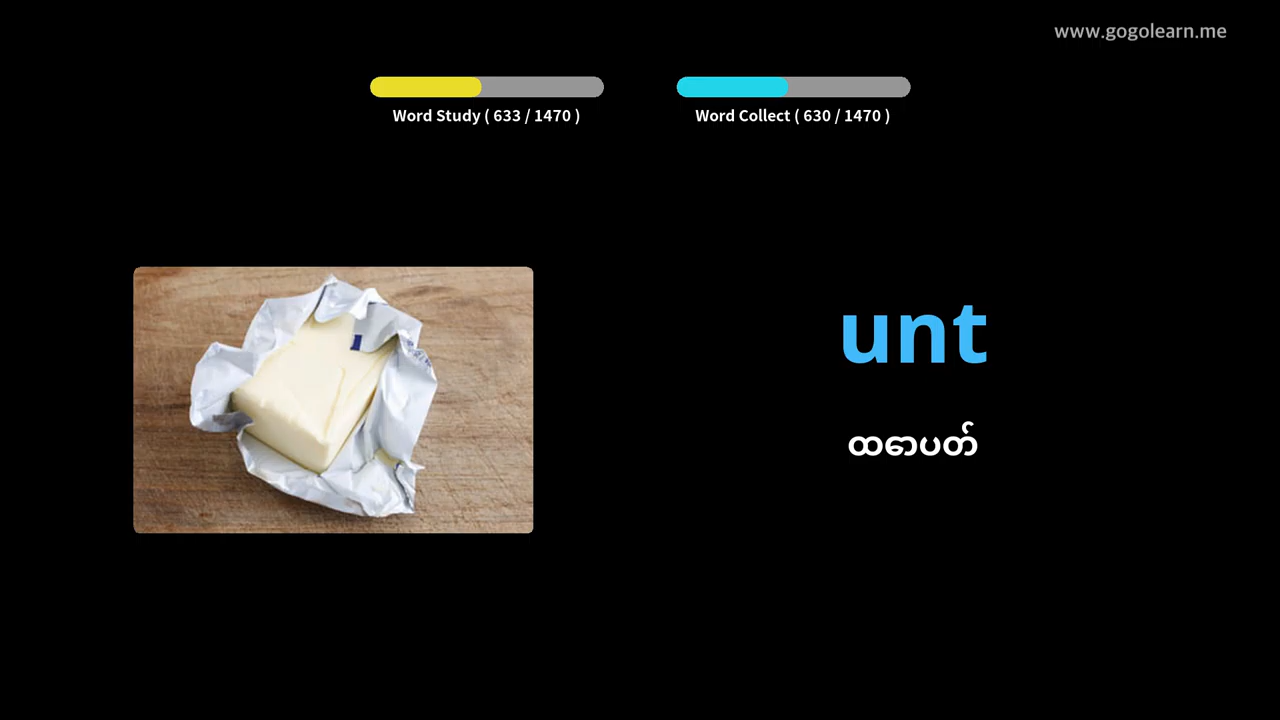 www.gogolearn.me
Word Study ( 633 / 1470 )
Word Collect ( 630 / 1470 )
unt
ထောပတ်